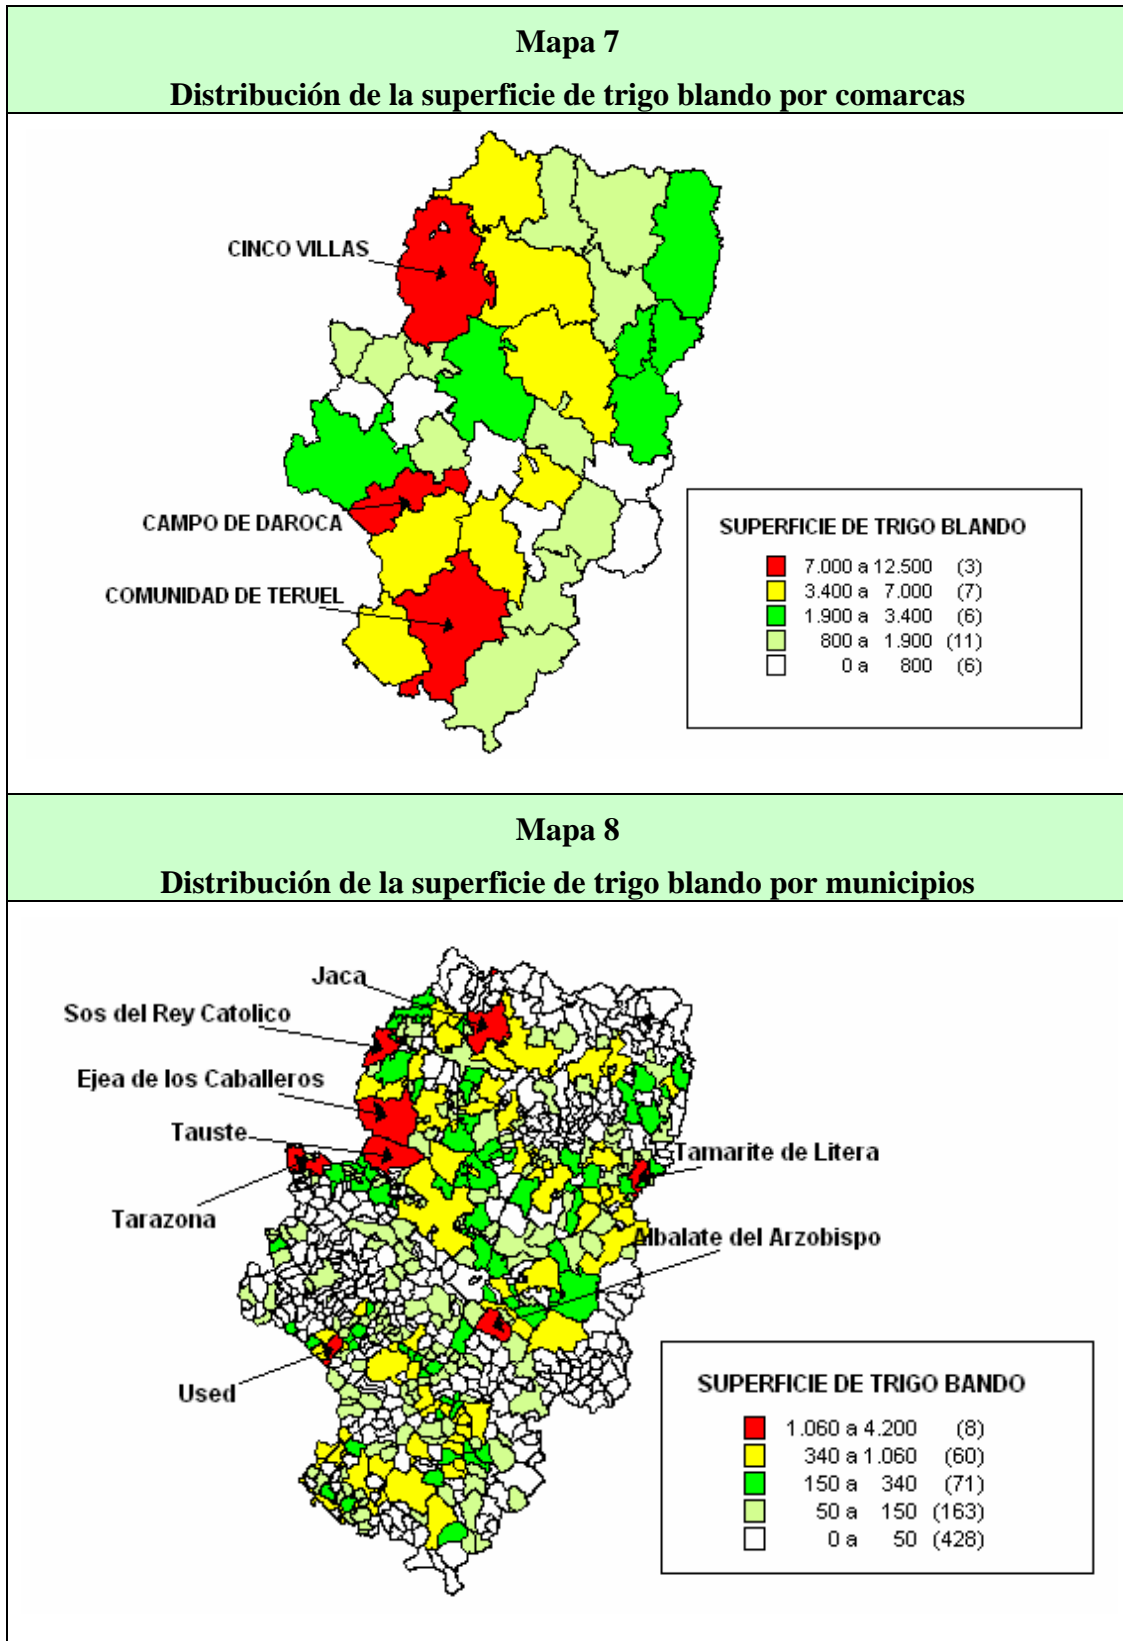 Mapa 7
Distribución de la superficie de trigo blando por comarcas
CINCO VILLAS
CAMPO DE DAROCA
COMUNIDAD DE TERUEL
SUPERFICIE DE TRIGO BLANDO
7.000 a 12.500 (3)
3.400 a 7.000 (7)
1.900 a 3.400 (6)
800 a 1.900 (11)
0 a 800 (6)
Mapa 8
Distribución de la superficie de trigo blando por municipios
Jaca
Sos del Rey Catolico
Ejea de los Caballeros
Tauste
Tamarite de Litera
Tarazona
Albalate del Arzobispo
Used
SUPERFICIE DE TRIGO BANDO
1.060 a 4.200 (8)
340 a 1.060 (60)
150 a 340 (71)
50 a 150 (163)
0 a 50 (428)